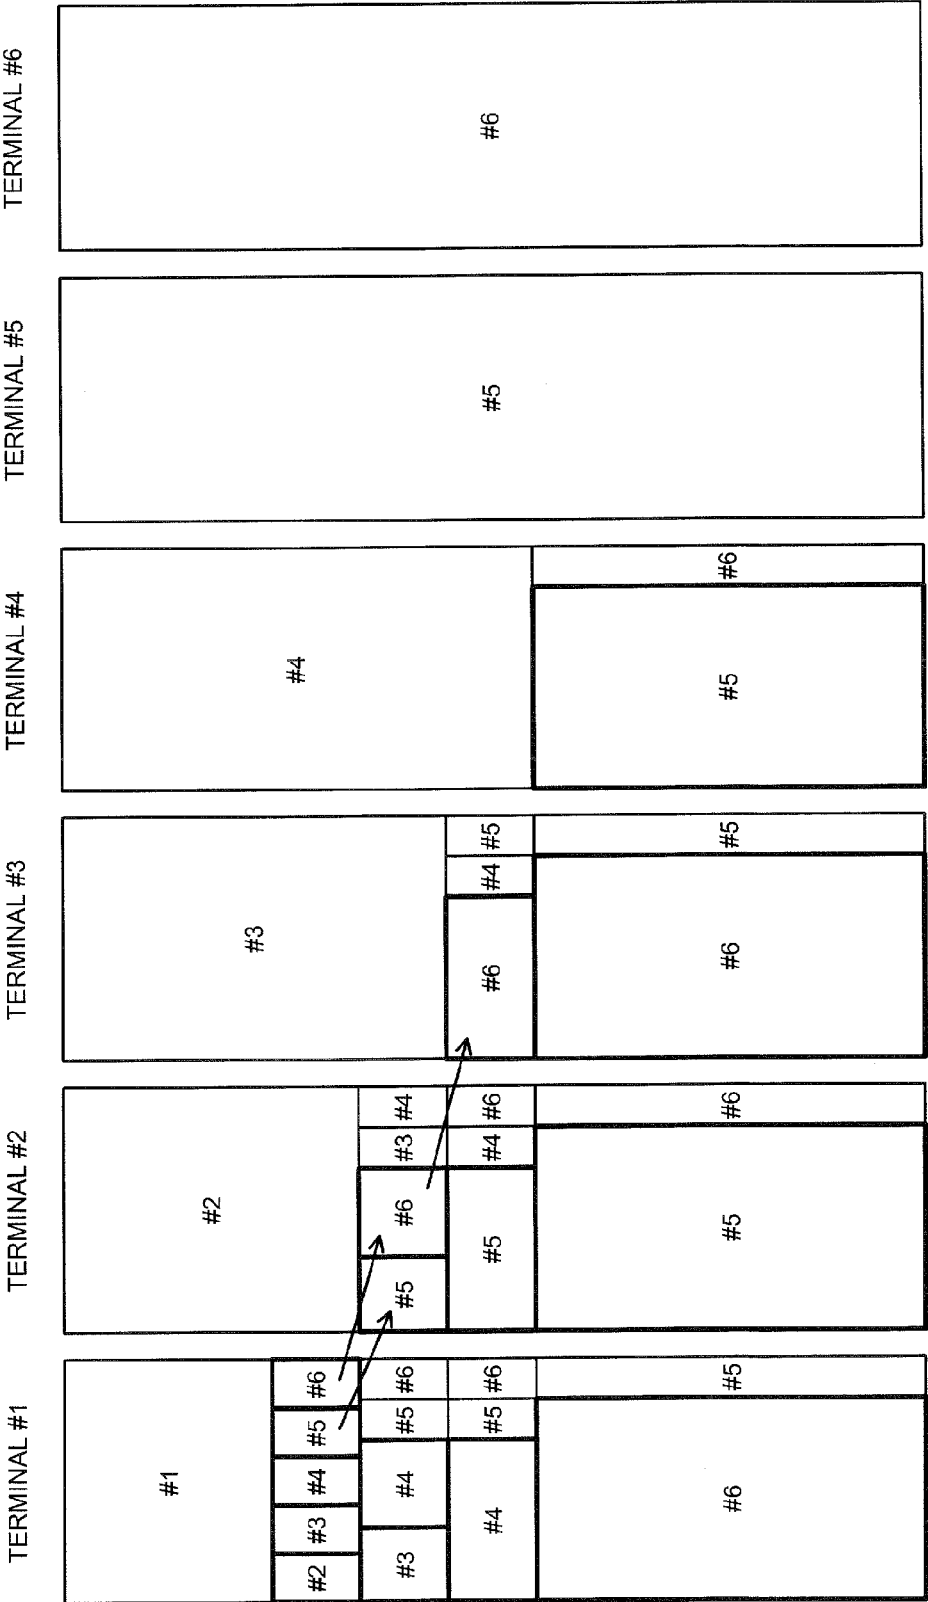 TERMINAL #1
#1
#2 #3 #4 #5 #6
#3 #4 #5 #6
#4 #5 #6
#6 #5
TERMINAL #2
#2
#5 #6 #3 #4
#5 #4 #6
#5 #6
TERMINAL #3
#3
#6 #4 #5
#6 #5
TERMINAL #4
#4
#5 #6
TERMINAL #5
#5
TERMINAL #6
#6